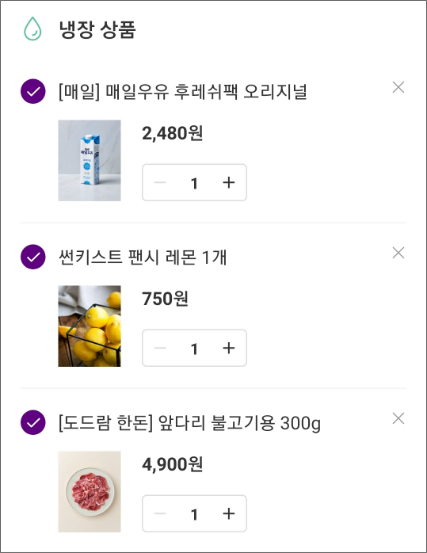 냉장 상품
[매일] 매일우유 후레쉬팩 오리지널
2,480원
1
썬키스트 팬시 레몬 1개
750원
1
[도드람 한돈] 앞다리 불고기용 300g
4,900원
1